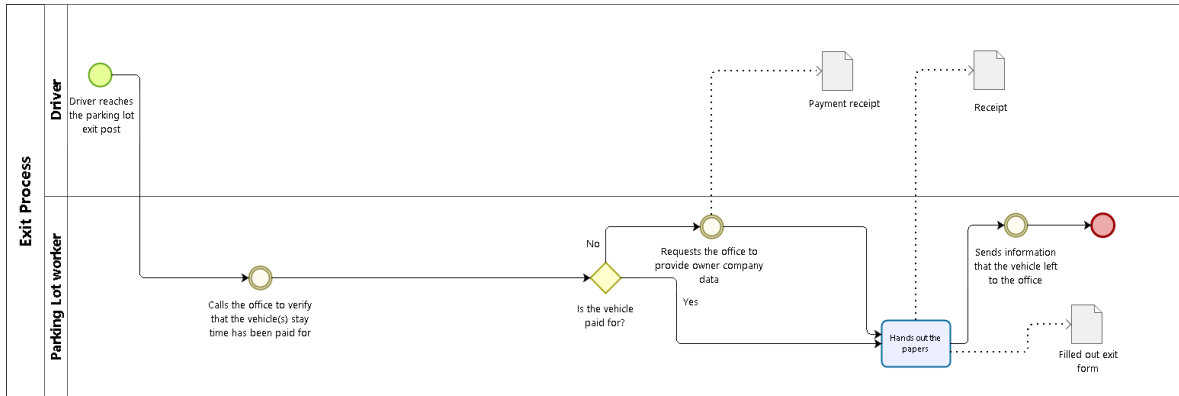 Exit Process
Driver
Driver reaches
the parking lot
exit post
Payment receipt
Receipt
Parking Lot worker
Calls the office to verify
that the vehicle(s) stay
time has been paid for
Is the vehicle
paid for?
No
Yes
Requests the office to
provide owner company
data
Hands out the
papers
Sends information
that the vehicle left
to the office
Filled out exit
form